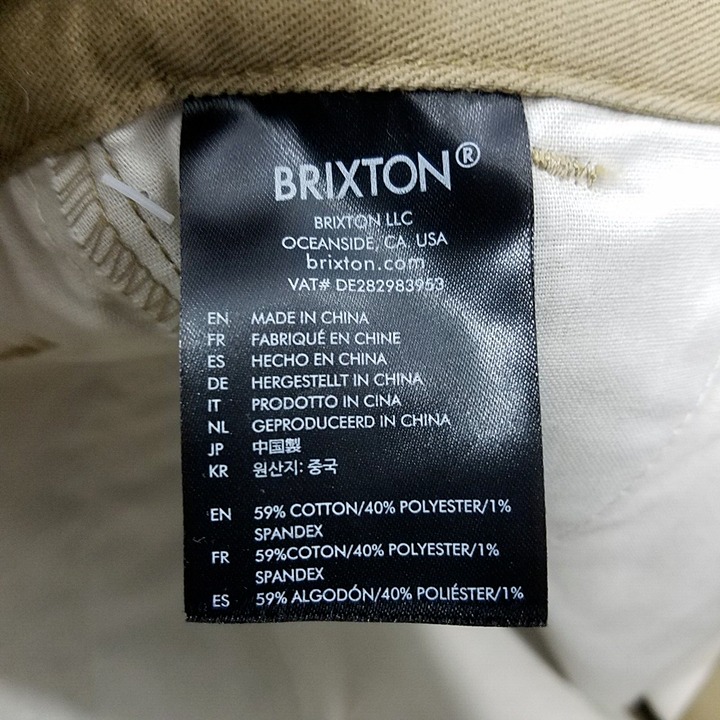 BRIXTON®
BRIXTON LLC
OCEANSIDE, CA USA
brixton.com
VAT# DE282983953
EN MADE IN CHINA
FR FABRIQUÉ EN CHINE
ES HECHO EN CHINA
DE HERGESTELLT IN CHINA
IT PRODOTTO IN CINA
NL GEPRODUCEERD IN CHINA
JP 中国製
KR 원산지: 중국
EN 59% COTTON/40% POLYESTER/1%
SPANDEX
FR 59%COTON/40% POLYESTER/1%
SPANDEX
ES 59% ALGODÓN/40% POLIÉSTER/1%